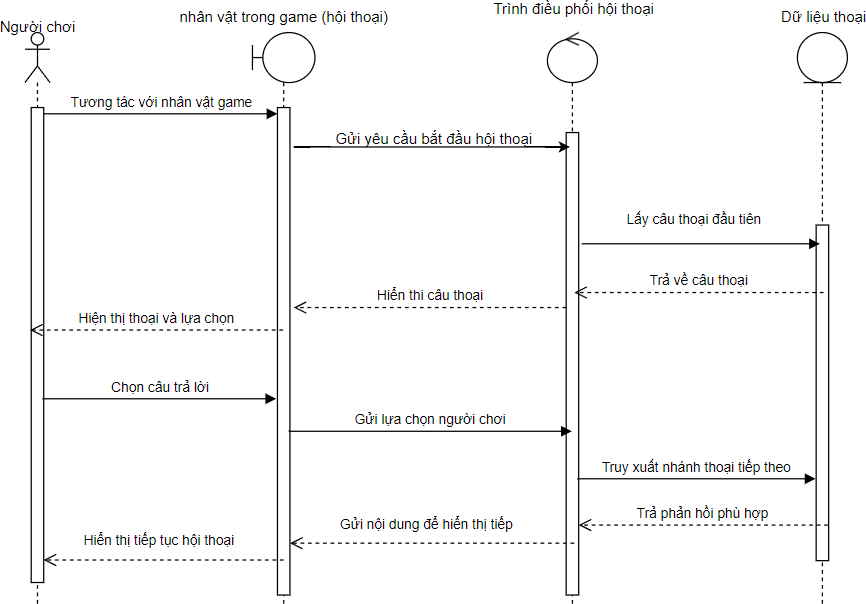 Người chơi
nhân vật trong game (hội thoại)
Trình điều phối hội thoại
Dữ liệu thoại
Tương tác với nhân vật game
Gửi yêu cầu bắt đầu hội thoại
Lấy câu thoại đầu tiên
Trả về câu thoại
Hiển thi câu thoại
Hiện thị thoại và lựa chọn
Chọn câu trả lời
Gửi lựa chọn người chơi
Truy xuất nhánh thoại tiếp theo
Trả phản hồi phù hợp
Gửi nội dung để hiển thị tiếp
Hiển thị tiếp tục hội thoại